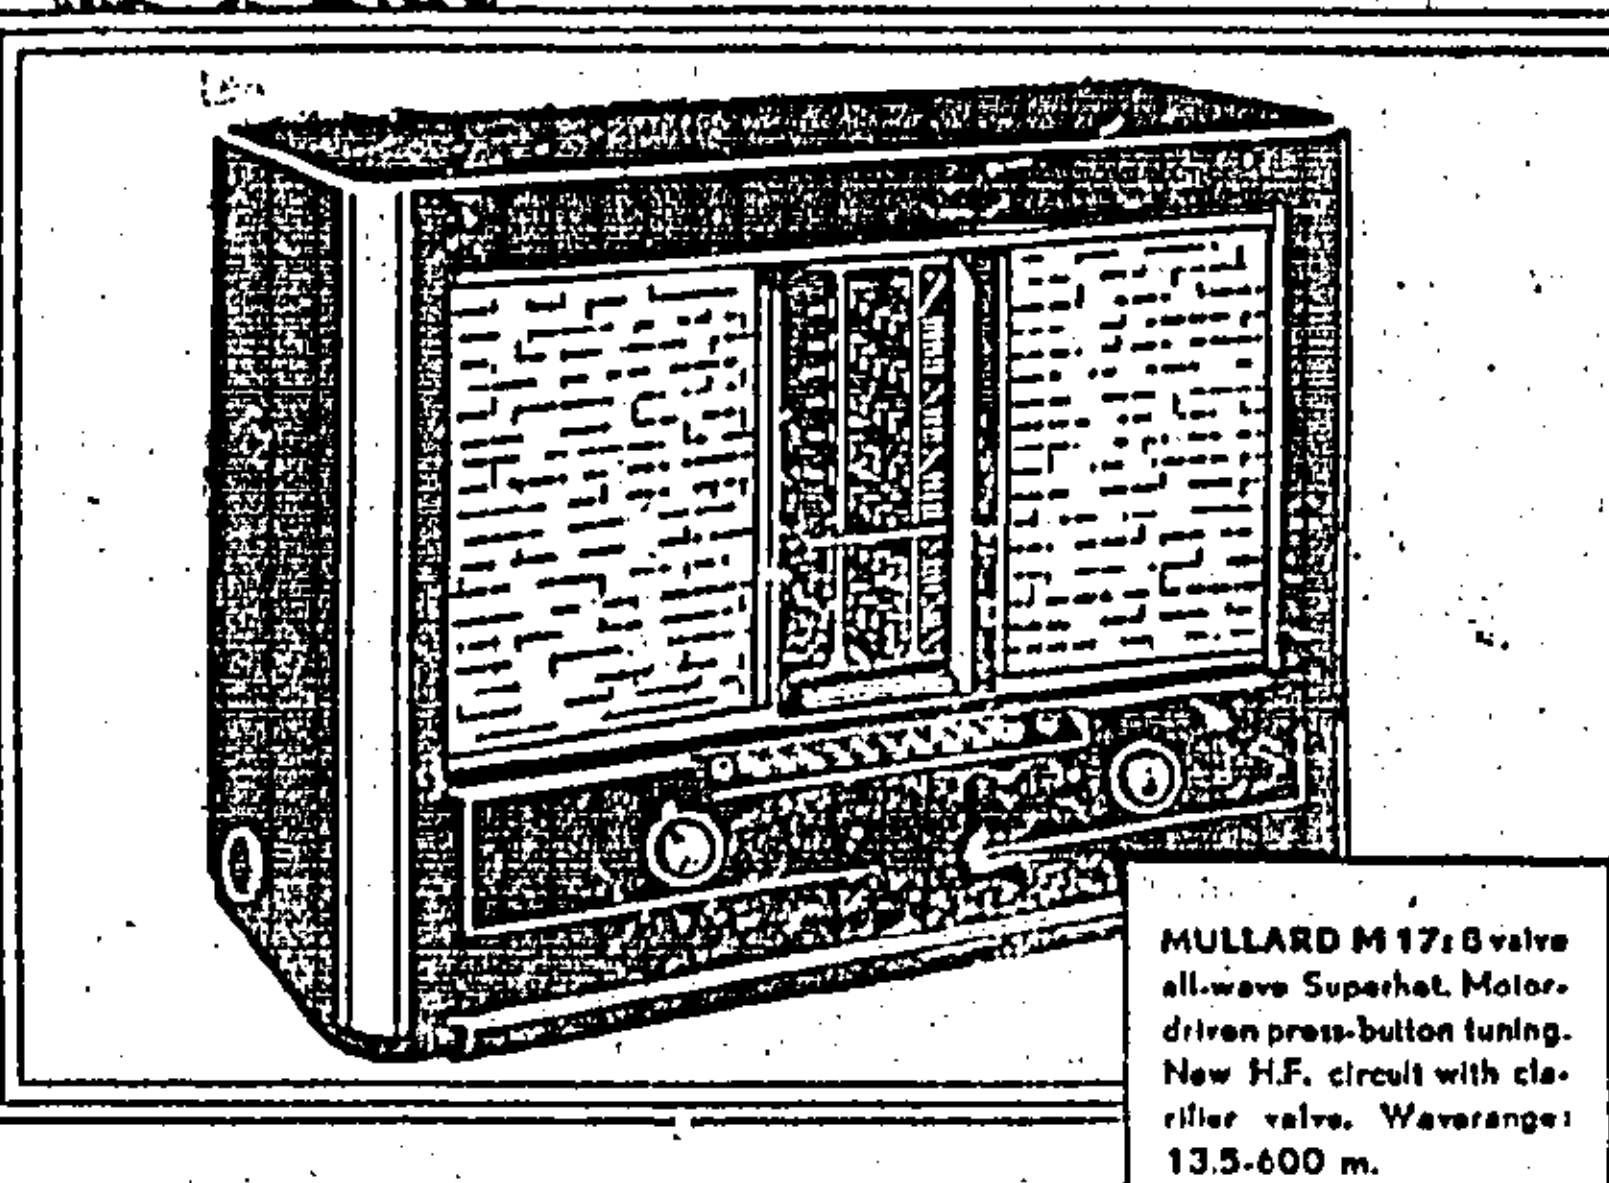 MULLARD M 17: 8 valve
all-wave Superhet. Motor-
driven press-button tuning.
New H.F. circuit with cla-
rifier valve. Waverange:
13.5-600 m.